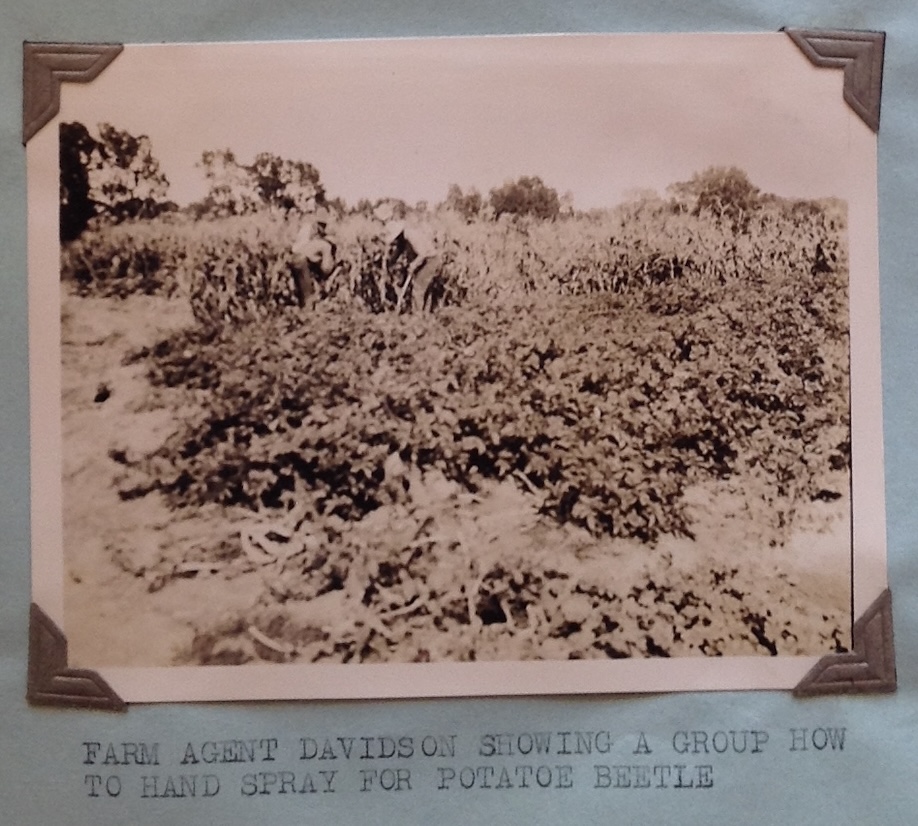 FARM AGENT DAVIDSON SHOWING A GROUP HOW
TO HAND SPRAY FOR POTATOE BEETLE